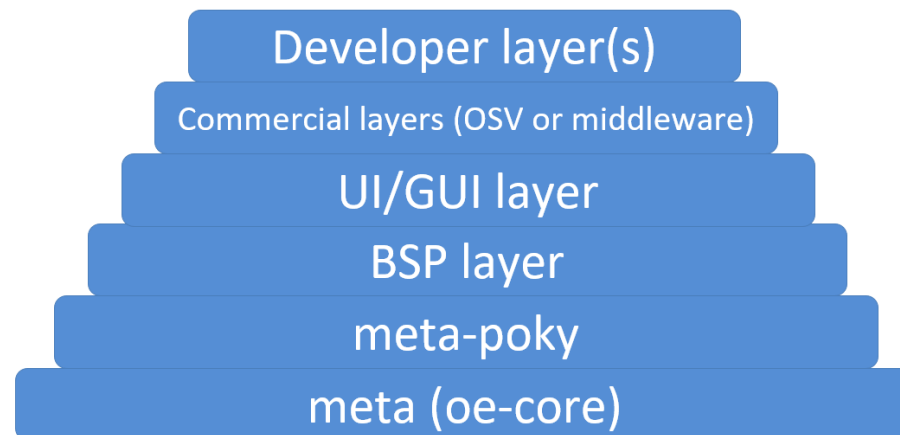 Developer layer(s)
Commercial layers (OSV or middleware)
UI/GUI layer
BSP layer
meta-poky
meta (oe-core)